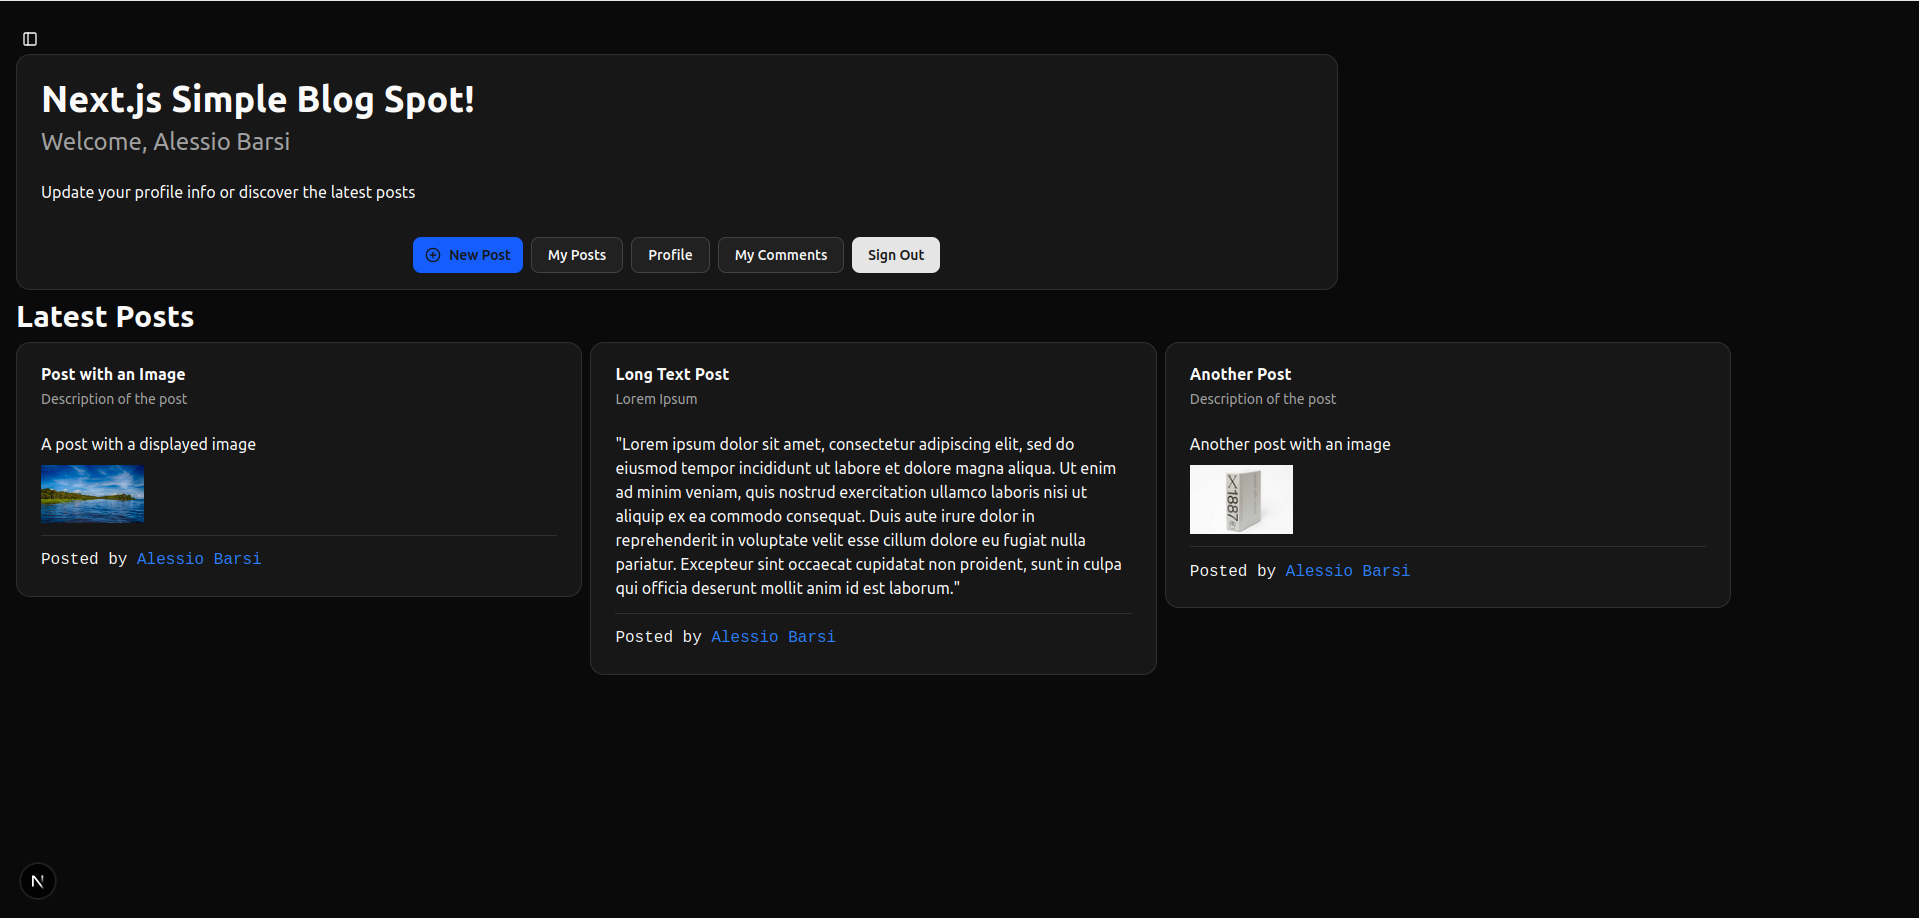 Next.js Simple Blog Spot!
Welcome, Alessio Barsi
Update your profile info or discover the latest posts
New Post
My Posts
Profile
My Comments
Sign Out
Latest Posts
Post with an Image
Description of the post
A post with a displayed image
Posted by Alessio Barsi
Long Text Post
Lorem Ipsum
"Lorem ipsum dolor sit amet, consectetur adipiscing elit, sed do
eiusmod tempor incididunt ut labore et dolore magna aliqua. Ut enim
ad minim veniam, quis nostrud exercitation ullamco laboris nisi ut
aliquip ex ea commodo consequat. Duis aute irure dolor in
reprehenderit in voluptate velit esse cillum dolore eu fugiat nulla
pariatur. Excepteur sint occaecat cupidatat non proident, sunt in culpa
qui officia deserunt mollit anim id est laborum."
Posted by Alessio Barsi
Another Post
Description of the post
Another post with an image
X1887
Posted by Alessio Barsi
N